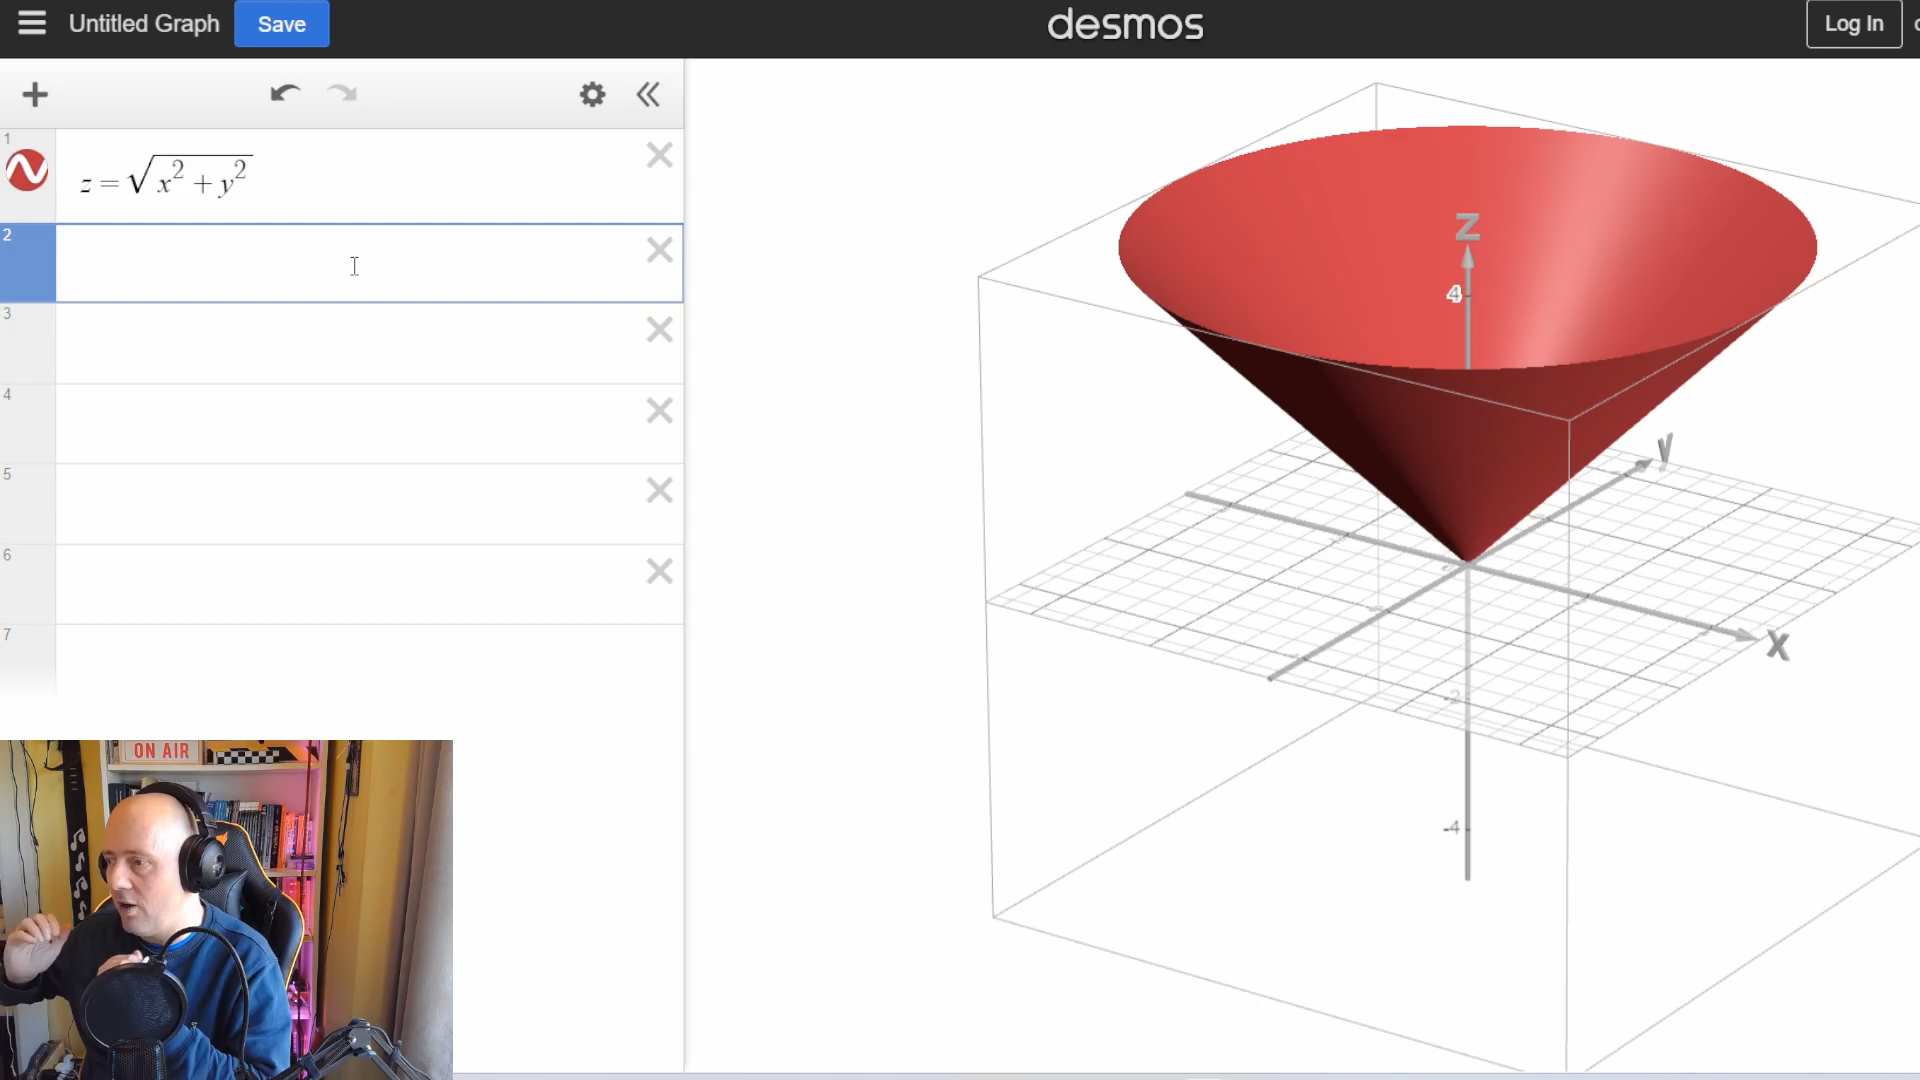 Untitled Graph Save desmos Log In
1
z = √x² + y²
2
3
4
5
6
7
z
4
y
x
-2
-4
ON AIR